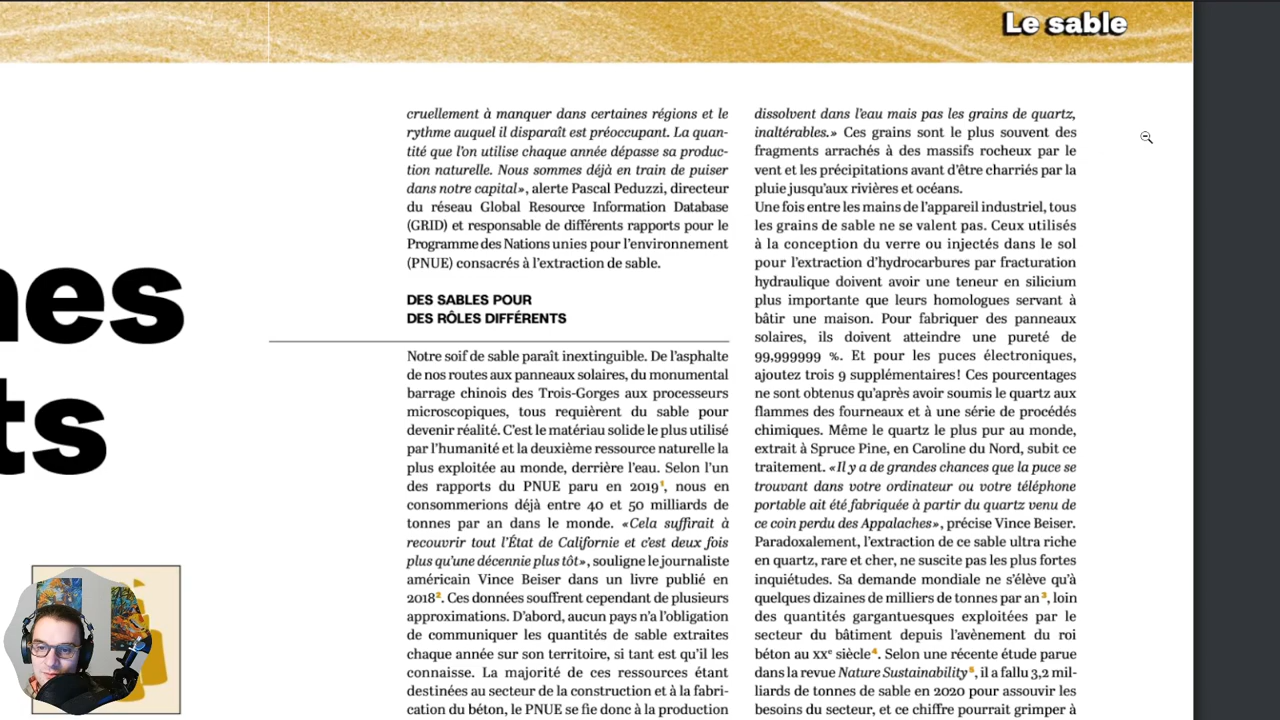 Le sable
nes
ts
cruellement à manquer dans certaines régions et le
rythme auquel il disparaît est préoccupant. La quan-
tité que l'on utilise chaque année dépasse sa produc-
tion naturelle. Nous sommes déjà en train de puiser
dans notre capital», alerte Pascal Peduzzi, directeur
du réseau Global Resource Information Database
(GRID) et responsable de différents rapports pour le
Programme des Nations unies pour l'environnement
(PNUE) consacrés à l'extraction de sable.
DES SABLES POUR
DES RÔLES DIFFÉRENTS
Notre soif de sable paraît inextinguible. De l'asphalte
de nos routes aux panneaux solaires, du monumental
barrage chinois des Trois-Gorges aux processeurs
microscopiques, tous requièrent du sable pour
devenir réalité. C'est le matériau solide le plus utilisé
par l'humanité et la deuxième ressource naturelle la
plus exploitée au monde, derrière l'eau. Selon l'un
des rapports du PNUE paru en 2019¹, nous en
consommerions déjà entre 40 et 50 milliards de
tonnes par an dans le monde. «Cela suffirait à
recouvrir tout l'État de Californie et c'est deux fois
plus qu'une décennie plus tôt», souligne le journaliste
américain Vince Beiser dans un livre publié en
2018². Ces données souffrent cependant de plusieurs
approximations. D'abord, aucun pays n'a l'obligation
de communiquer les quantités de sable extraites
chaque année sur son territoire, si tant est qu'il les
connaisse. La majorité de ces ressources étant
destinées au secteur de la construction et à la fabri-
cation du béton, le PNUE se fie donc à la production
dissolvent dans l'eau mais pas les grains de quartz,
inaltérables.» Ces grains sont le plus souvent des
fragments arrachés à des massifs rocheux par le
vent et les précipitations avant d'être charriés par la
pluie jusqu'aux rivières et océans.
Une fois entre les mains de l'appareil industriel, tous
les grains de sable ne se valent pas. Ceux utilisés
à la conception du verre ou injectés dans le sol
pour l'extraction d'hydrocarbures par fracturation
hydraulique doivent avoir une teneur en silicium
plus importante que leurs homologues servant à
bâtir une maison. Pour fabriquer des panneaux
solaires, ils doivent atteindre une pureté de
99,999999 %. Et pour les puces électroniques,
ajoutez trois 9 supplémentaires! Ces pourcentages
ne sont obtenus qu'après avoir soumis le quartz aux
flammes des fourneaux et à une série de procédés
chimiques. Même le quartz le plus pur au monde,
extrait à Spruce Pine, en Caroline du Nord, subit ce
traitement. «Il y a de grandes chances que la puce se
trouvant dans votre ordinateur ou votre téléphone
portable ait été fabriquée à partir du quartz venu de
ce coin perdu des Appalaches», précise Vince Beiser.
Paradoxalement, l'extraction de ce sable ultra riche
en quartz, rare et cher, ne suscite pas les plus fortes
inquiétudes. Sa demande mondiale ne s'élève qu'à
quelques dizaines de milliers de tonnes par an³, loin
des quantités gargantuesques exploitées par le
secteur du bâtiment depuis l'avènement du roi
béton au XXᵉ siècle⁴. Selon une récente étude parue
dans la revue Nature Sustainability⁵, il a fallu 3,2 mil-
liards de tonnes de sable en 2020 pour assouvir les
besoins du secteur, et ce chiffre pourrait grimper à